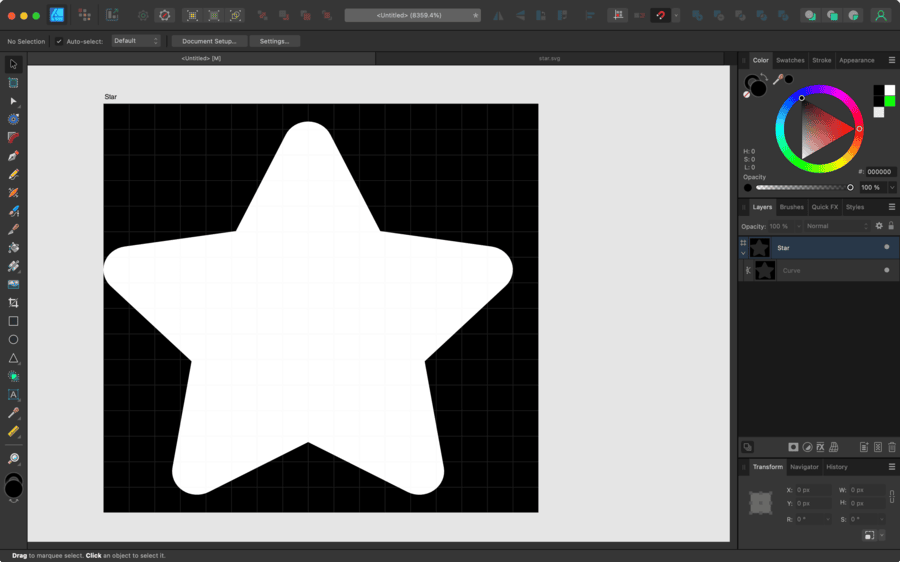 <Untitled> (8359.4%)
No Selection Auto-select: Default Document Setup... Settings...
<Untitled> [M] star.svg
Star
Color Swatches Stroke Appearance
H: 0
S: 0
L: 0
#: 000000
Opacity
100 %
Layers Brushes Quick FX Styles
Opacity: 100 % Normal
Star
Curve
Transform Navigator History
X: 0 px W: 0 px
Y: 0 px H: 0 px
R: 0 ° S: 0 °
Drag to marquee select. Click an object to select it.